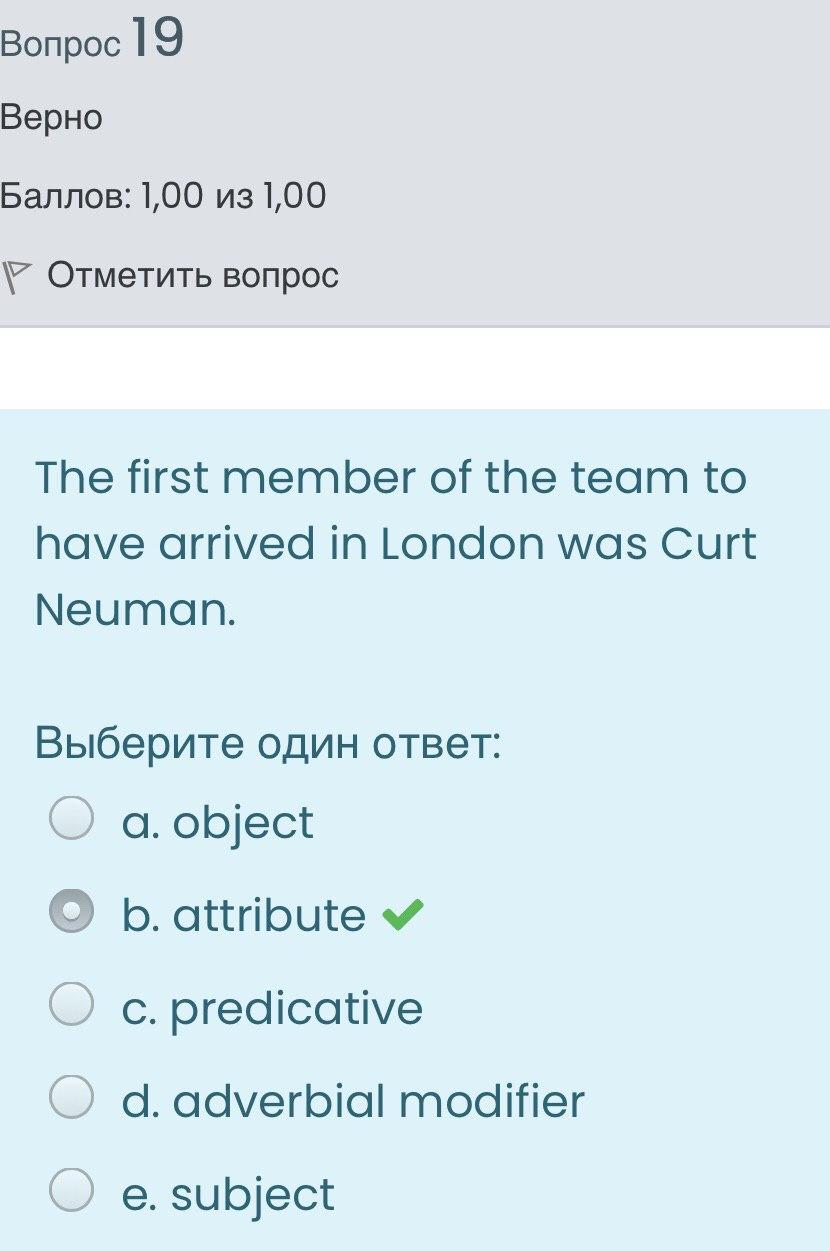 Вопрос 19
Верно
Баллов: 1,00 из 1,00
Отметить вопрос
The first member of the team to
have arrived in London was Curt
Neuman.
Выберите один ответ:
a. object
b. attribute
c. predicative
d. adverbial modifier
e. subject